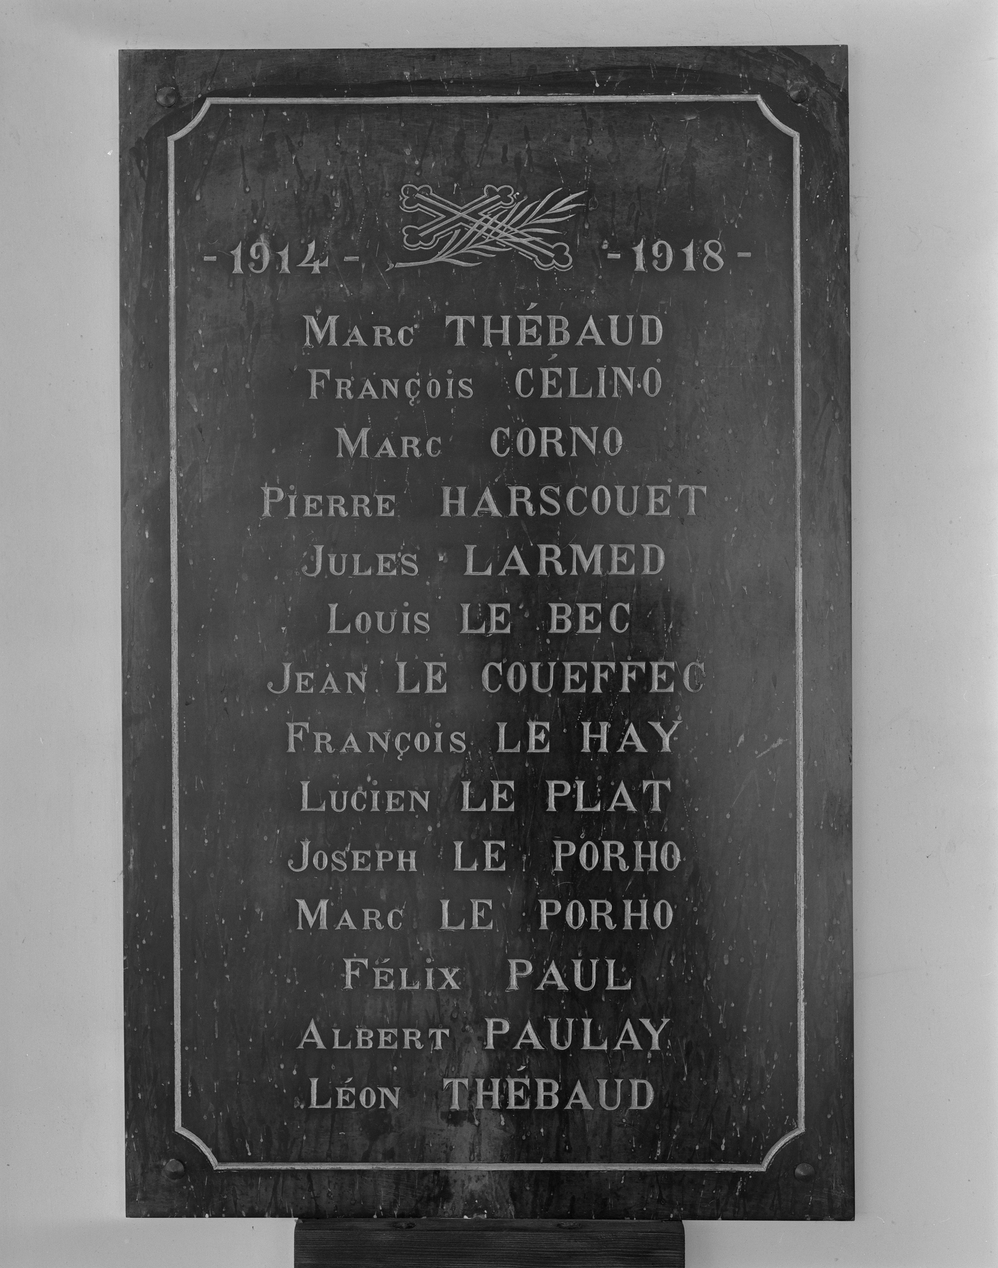 -1914- -1918-
Marc THÉBAUD
François CÉLINO
Marc CORNO
Pierre HARSCOUET
Jules LARMED
Louis LE BEC
Jean LE COUEFFEC
François LE HAY
Lucien LE PLAT
Joseph LE PORHO
Marc LE PORHO
Félix PAUL
Albert PAULAY
Léon THÉBAUD